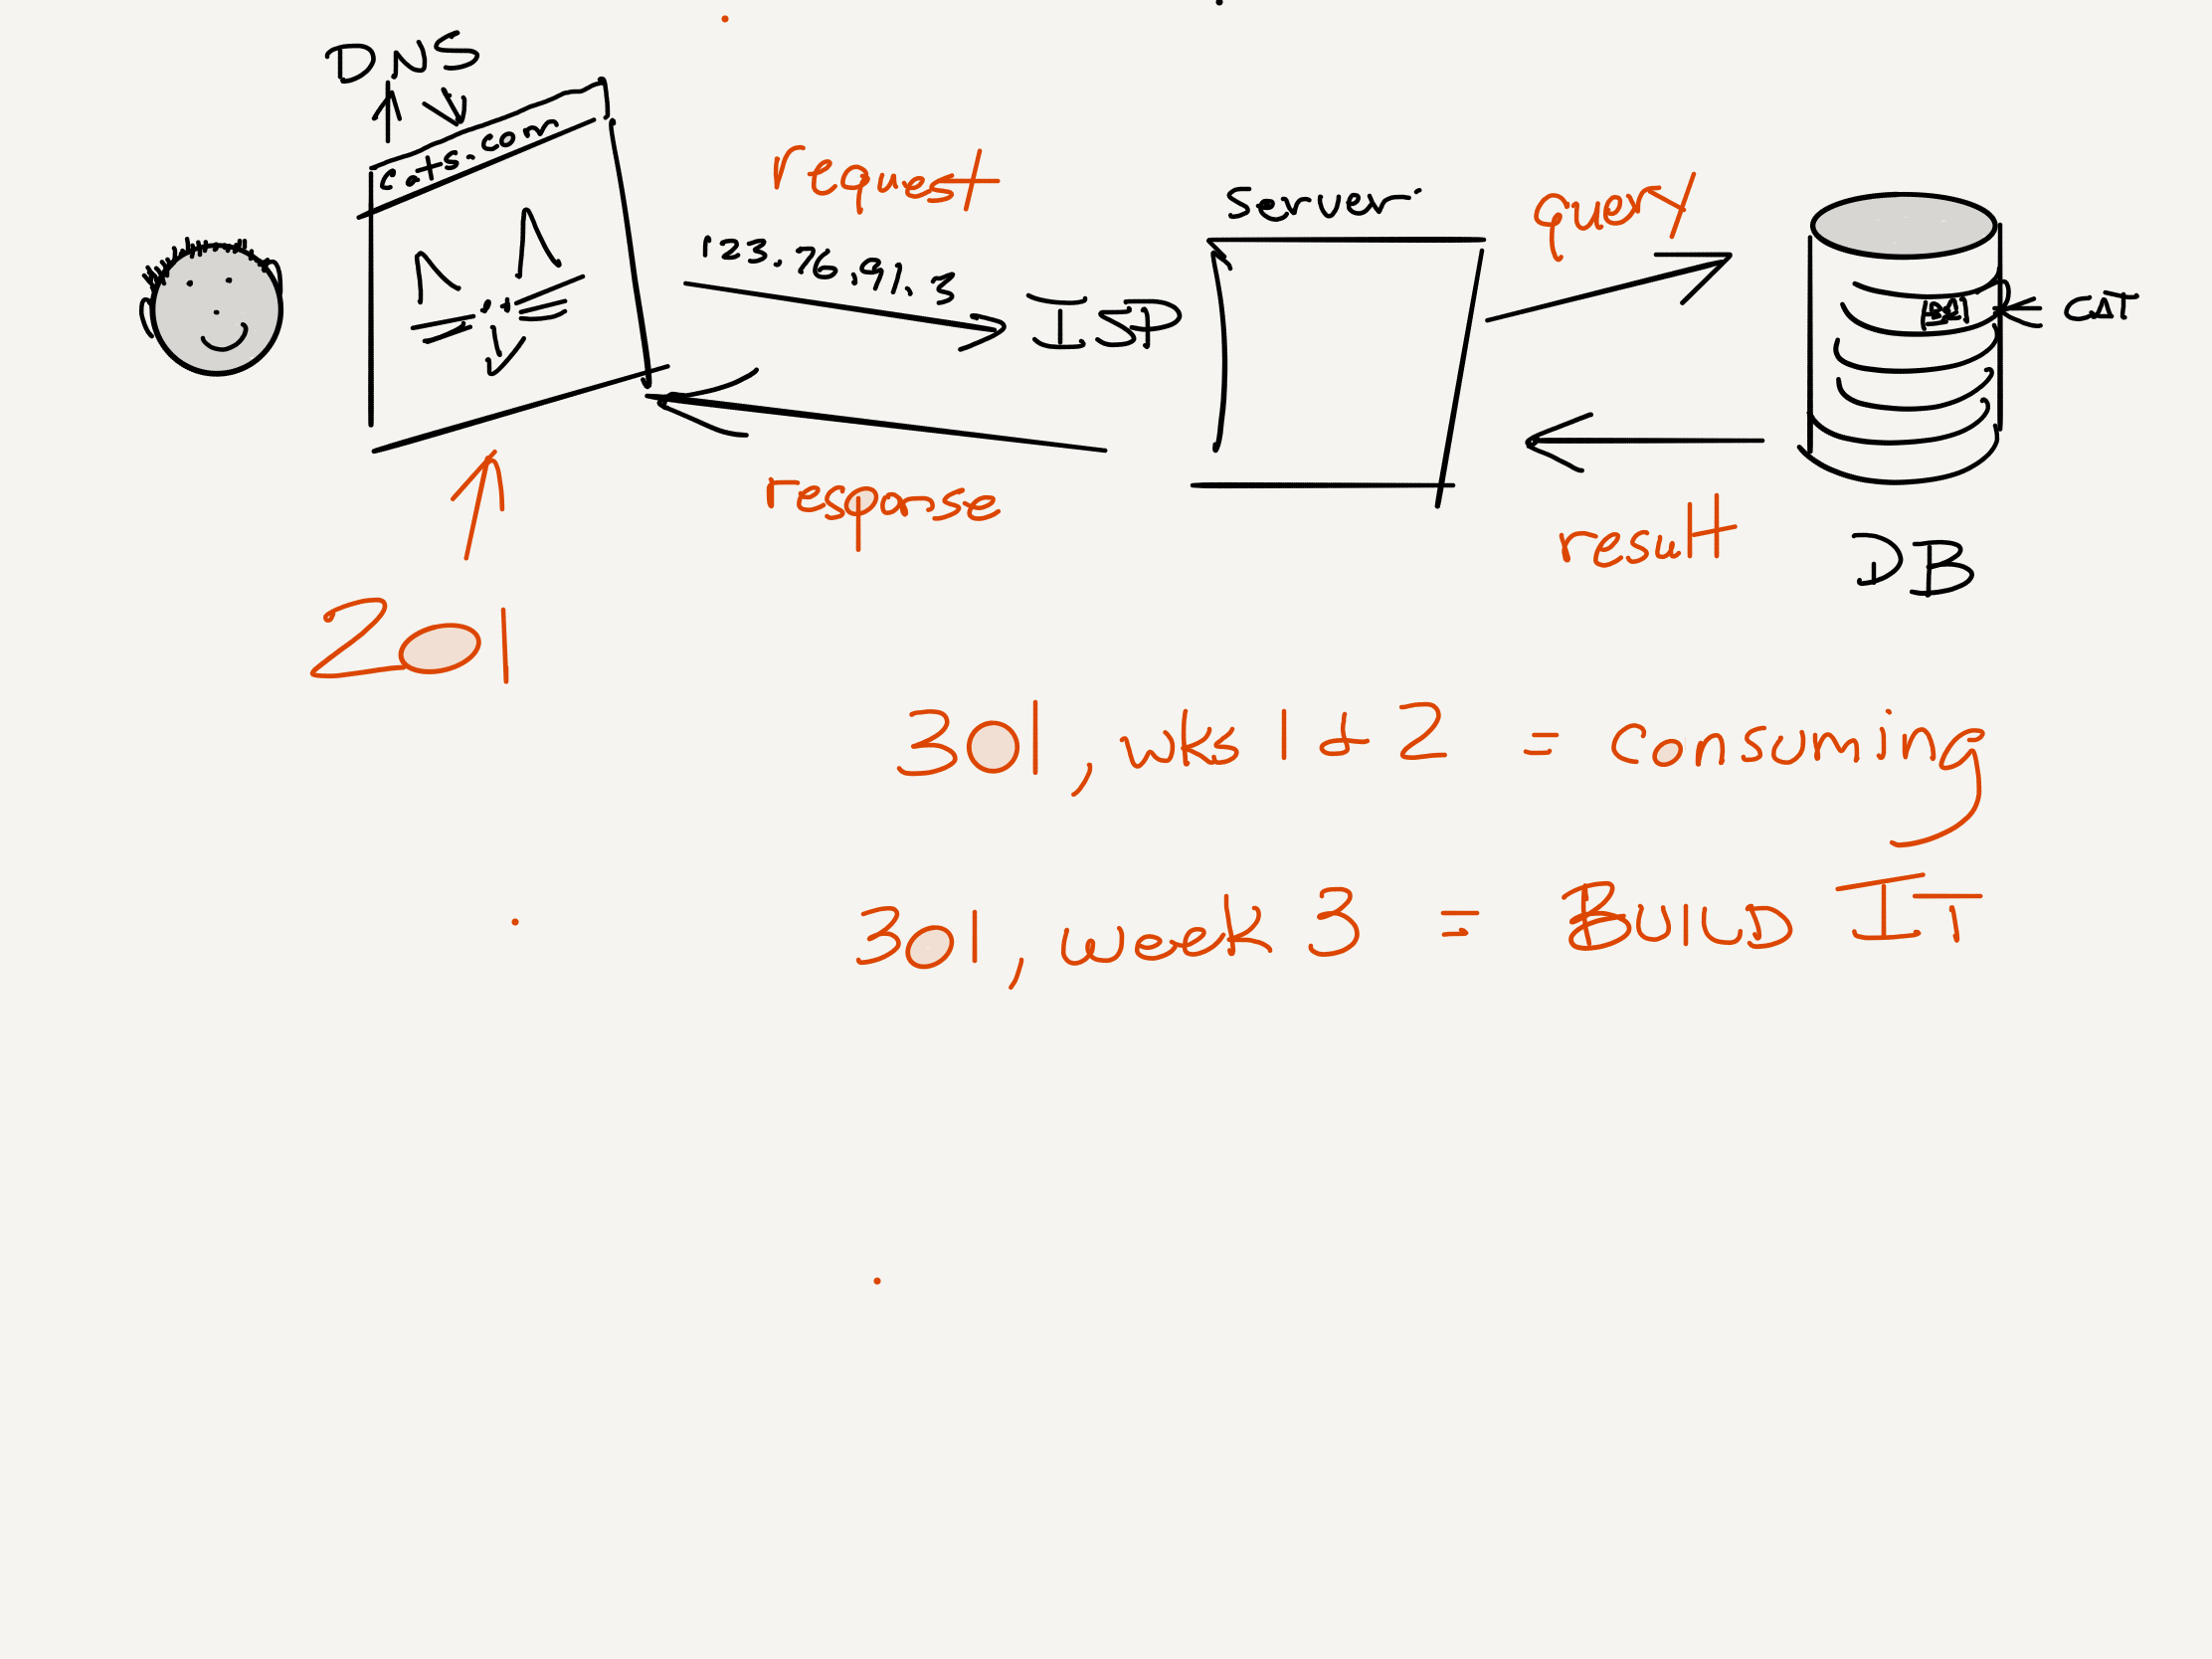 DNS
cats.com
request
123.76.91.3
ISP
server
query
CAT
response
result
DB
201
301, wks 1 + 2 = consuming
301, week 3 = BUILD IT